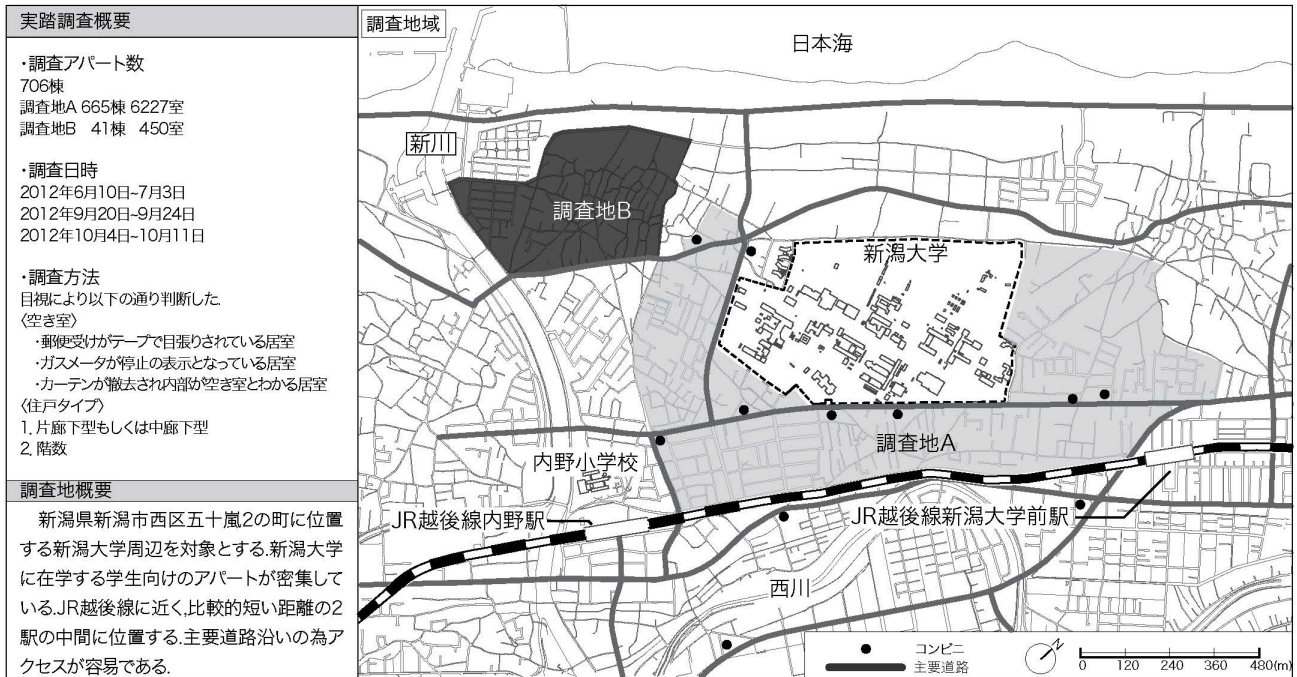 実踏調査概要
・調査アパート数
706棟
調査地A 665棟 6227室
調査地B 41棟 450室
・調査日時
2012年6月10日~7月3日
2012年9月20日~9月24日
2012年10月4日~10月11日
・調査方法
目視により以下の通り判断した.
〈空き室〉
・郵便受けがテープで目張りされている居室
・ガスメータが停止の表示となっている居室
・カーテンが撤去され内部が空き室とわかる居室
〈住戸タイプ〉
1. 片廊下型もしくは中廊下型
2. 階数
調査地概要
新潟県新潟市西区五十嵐2の町に位置
する新潟大学周辺を対象とする.新潟大学
に在学する学生向けのアパートが密集して
いる.JR越後線に近く,比較的短い距離の2
駅の中間に位置する.主要道路沿いの為ア
クセスが容易である.
調査地域
日本海
新川
調査地B
新潟大学
調査地A
内野小学校
JR越後線内野駅
JR越後線新潟大学前駅
西川
コンビニ
主要道路
N
0 120 240 360 480(m)